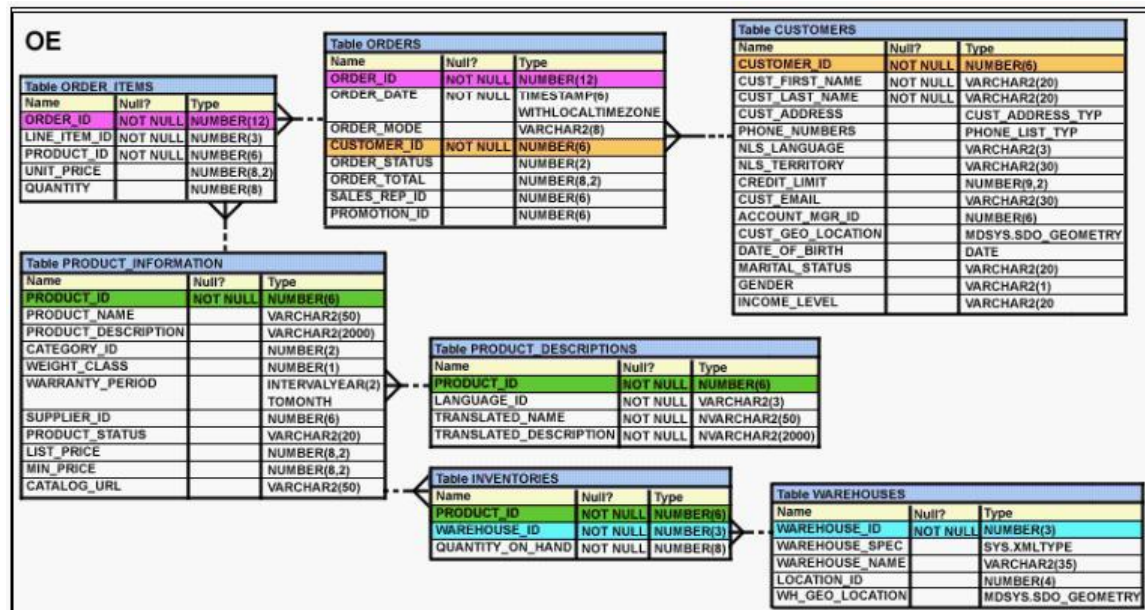 OE
Table ORDER_ITEMS
Name Null? Type
ORDER_ID NOT NULL NUMBER(12)
LINE_ITEM_ID NOT NULL NUMBER(3)
PRODUCT_ID NOT NULL NUMBER(6)
UNIT_PRICE NUMBER(8,2)
QUANTITY NUMBER(8)
Table ORDERS
Name Null? Type
ORDER_ID NOT NULL NUMBER(12)
ORDER_DATE NOT NULL TIMESTAMP(6)
WITHLOCALTIMEZONE
ORDER_MODE VARCHAR2(8)
CUSTOMER_ID NOT NULL NUMBER(6)
ORDER_STATUS NUMBER(2)
ORDER_TOTAL NUMBER(8,2)
SALES_REP_ID NUMBER(6)
PROMOTION_ID NUMBER(6)
Table CUSTOMERS
Name Null? Type
CUSTOMER_ID NOT NULL NUMBER(6)
CUST_FIRST_NAME NOT NULL VARCHAR2(20)
CUST_LAST_NAME NOT NULL VARCHAR2(20)
CUST_ADDRESS CUST_ADDRESS_TYP
PHONE_NUMBERS PHONE_LIST_TYP
NLS_LANGUAGE VARCHAR2(3)
NLS_TERRITORY VARCHAR2(30)
CREDIT_LIMIT NUMBER(9,2)
CUST_EMAIL VARCHAR2(30)
ACCOUNT_MGR_ID NUMBER(6)
CUST_GEO_LOCATION MDSYS.SDO_GEOMETRY
DATE_OF_BIRTH DATE
MARITAL_STATUS VARCHAR2(20)
GENDER VARCHAR2(1)
INCOME_LEVEL VARCHAR2(20
Table PRODUCT_INFORMATION
Name Null? Type
PRODUCT_ID NOT NULL NUMBER(6)
PRODUCT_NAME VARCHAR2(50)
PRODUCT_DESCRIPTION VARCHAR2(2000)
CATEGORY_ID NUMBER(2)
WEIGHT_CLASS NUMBER(1)
WARRANTY_PERIOD INTERVALYEAR(2)
TOMONTH
SUPPLIER_ID NUMBER(6)
PRODUCT_STATUS VARCHAR2(20)
LIST_PRICE NUMBER(8,2)
MIN_PRICE NUMBER(8,2)
CATALOG_URL VARCHAR2(50)
Table PRODUCT_DESCRIPTIONS
Name Null? Type
PRODUCT_ID NOT NULL NUMBER(6)
LANGUAGE_ID NOT NULL VARCHAR2(3)
TRANSLATED_NAME NOT NULL NVARCHAR2(50)
TRANSLATED_DESCRIPTION NOT NULL NVARCHAR2(2000)
Table INVENTORIES
Name Null? Type
PRODUCT_ID NOT NULL NUMBER(6)
WAREHOUSE_ID NOT NULL NUMBER(3)
QUANTITY_ON_HAND NOT NULL NUMBER(8)
Table WAREHOUSES
Name Null? Type
WAREHOUSE_ID NOT NULL NUMBER(3)
WAREHOUSE_SPEC SYS.XMLTYPE
WAREHOUSE_NAME VARCHAR2(35)
LOCATION_ID NUMBER(4)
WH_GEO_LOCATION MDSYS.SDO_GEOMETRY